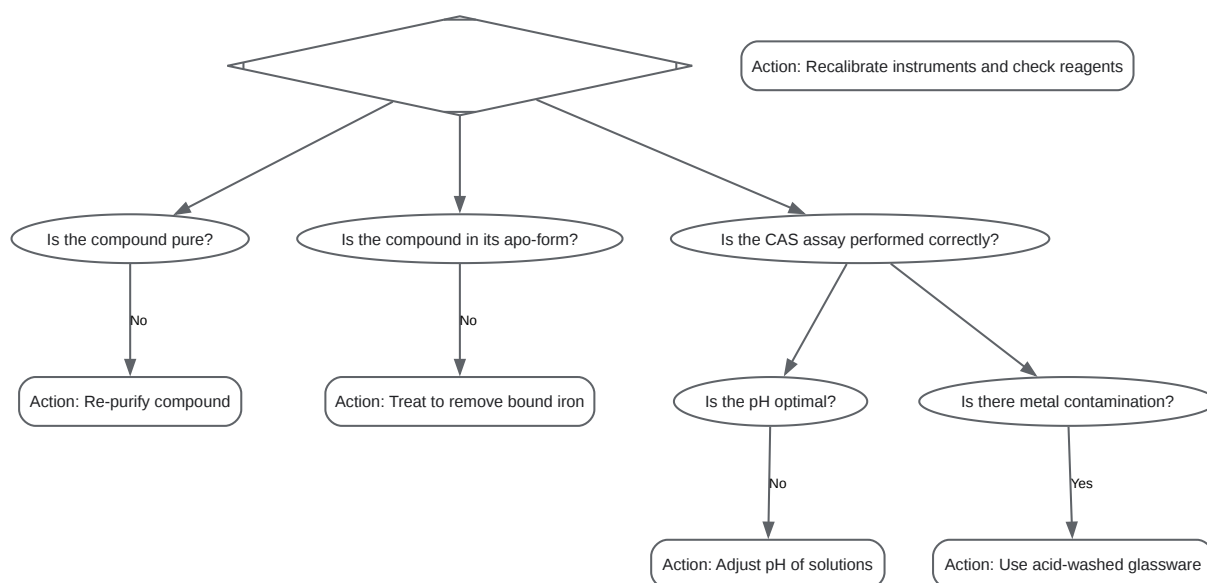 Action: Recalibrate instruments and check reagents
Is the compound pure?
Is the compound in its apo-form?
Is the CAS assay performed correctly?
No
No
Action: Re-purify compound
Action: Treat to remove bound iron
Is the pH optimal?
Is there metal contamination?
No
Yes
Action: Adjust pH of solutions
Action: Use acid-washed glassware